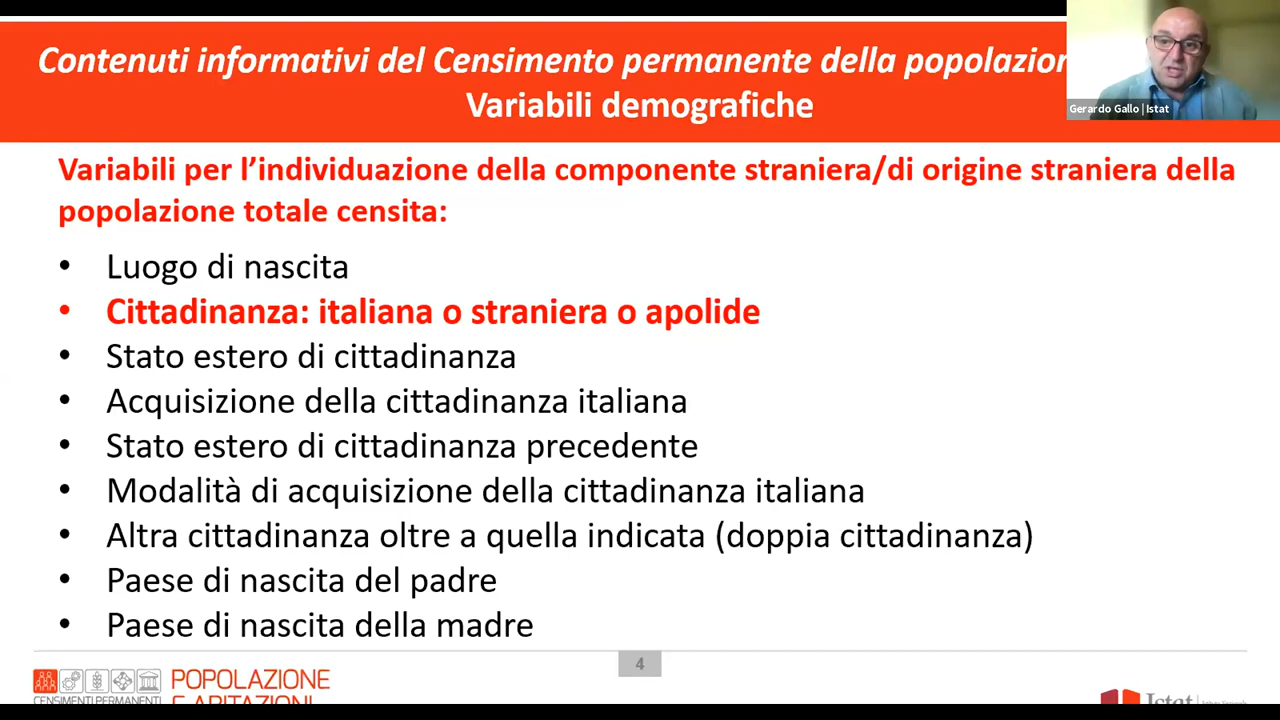 Contenuti informativi del Censimento permanente della popolazion
Variabili demografiche
Gerardo Gallo | Istat
Variabili per l’individuazione della componente straniera/di origine straniera della
popolazione totale censita:
• Luogo di nascita
• Cittadinanza: italiana o straniera o apolide
• Stato estero di cittadinanza
• Acquisizione della cittadinanza italiana
• Stato estero di cittadinanza precedente
• Modalità di acquisizione della cittadinanza italiana
• Altra cittadinanza oltre a quella indicata (doppia cittadinanza)
• Paese di nascita del padre
• Paese di nascita della madre
4
POPOLAZIONE
E ABITAZIONI
CENSIMENTI PERMANENTI
Istat